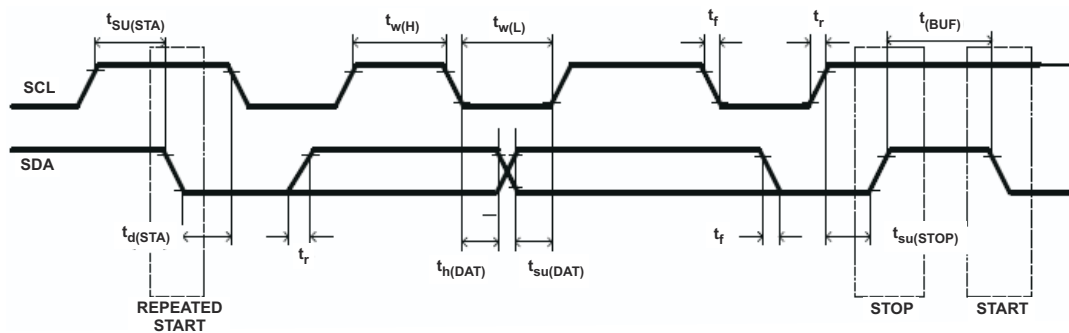 tSU(STA)
tw(H)
tw(L)
tf
tr
t(BUF)
SCL
SDA
td(STA)
tr
th(DAT)
tsu(DAT)
tf
tsu(STOP)
REPEATED
START
STOP
START